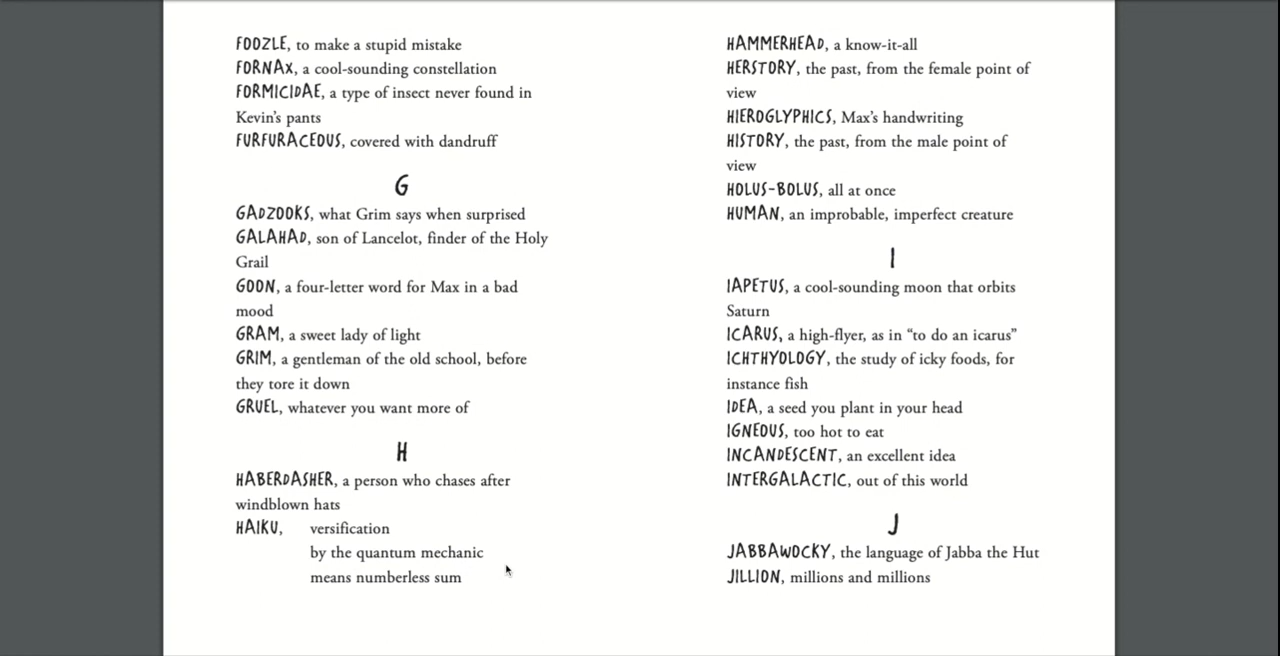 FOOZLE, to make a stupid mistake
FORNAX, a cool-sounding constellation
FORMICIDAE, a type of insect never found in
Kevin's pants
FURFURACEOUS, covered with dandruff
G
GADZOOKS, what Grim says when surprised
GALAHAD, son of Lancelot, finder of the Holy
Grail
GOON, a four-letter word for Max in a bad
mood
GRAM, a sweet lady of light
GRIM, a gentleman of the old school, before
they tore it down
GRUEL, whatever you want more of
H
HABERDASHER, a person who chases after
windblown hats
HAIKU, versification
by the quantum mechanic
means numberless sum
HAMMERHEAD, a know-it-all
HERSTORY, the past, from the female point of
view
HIEROGLYPHICS, Max's handwriting
HISTORY, the past, from the male point of
view
HOLUS-BOLUS, all at once
HUMAN, an improbable, imperfect creature
I
IAPETUS, a cool-sounding moon that orbits
Saturn
ICARUS, a high-flyer, as in “to do an icarus”
ICHTHYOLOGY, the study of icky foods, for
instance fish
IDEA, a seed you plant in your head
IGNEOUS, too hot to eat
INCANDESCENT, an excellent idea
INTERGALACTIC, out of this world
J
JABBAWOCKY, the language of Jabba the Hut
JILLION, millions and millions